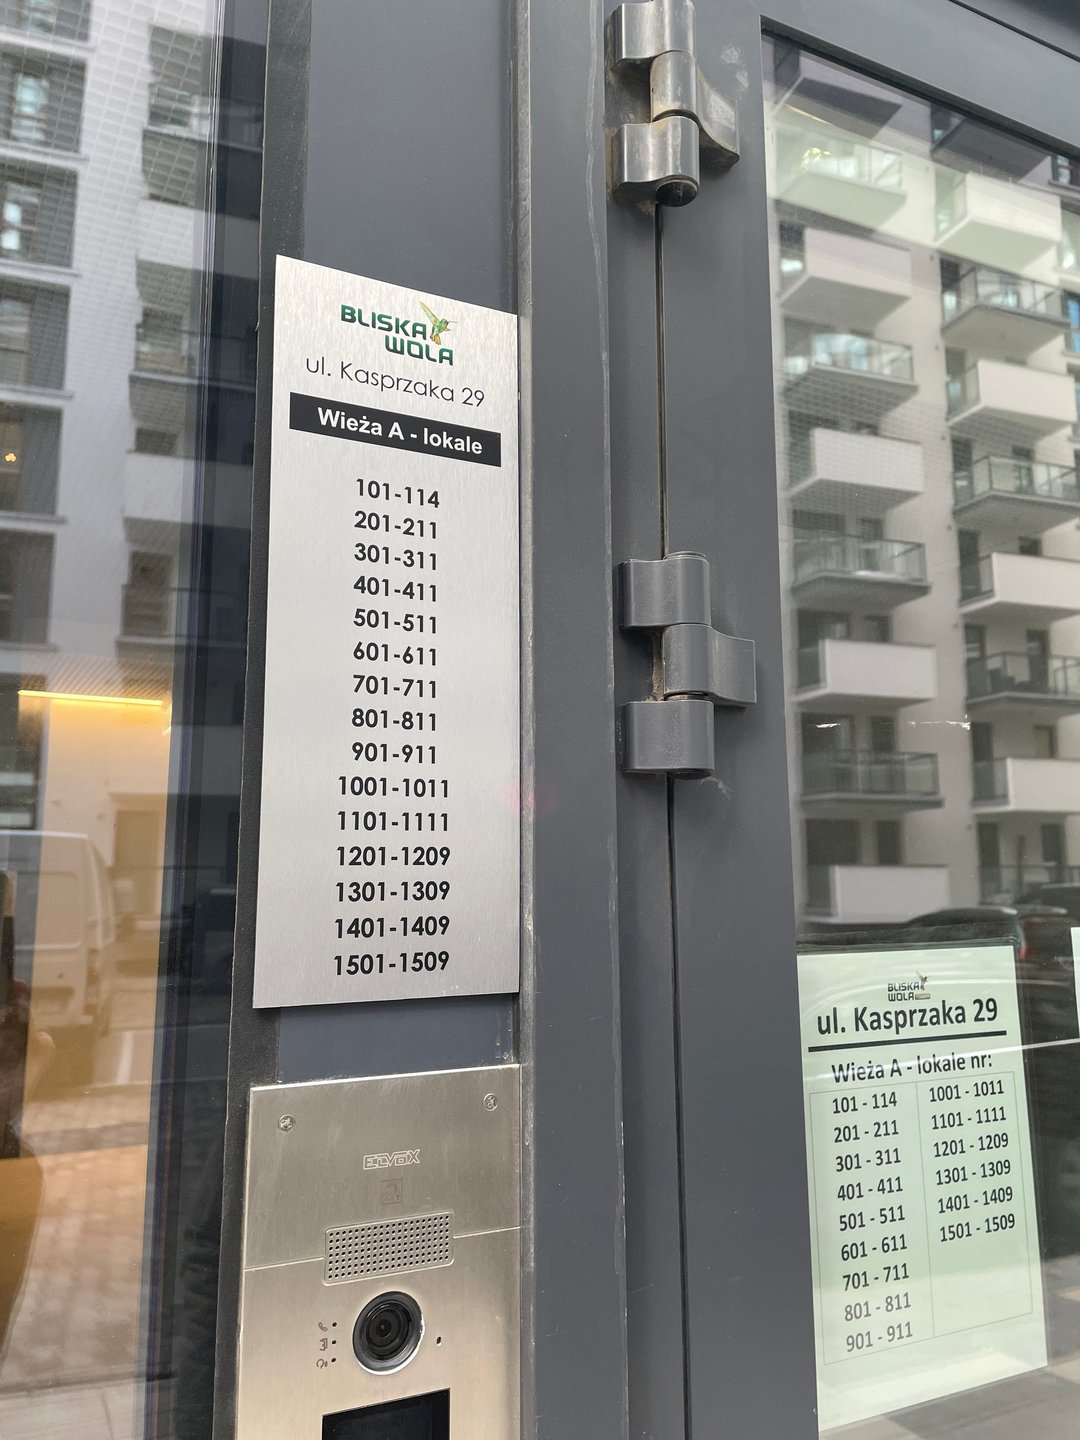 BLISKA
WOLA
ul. Kasprzaka 29
Wieża A - lokale
101-114
201-211
301-311
401-411
501-511
601-611
701-711
801-811
901-911
1001-1011
1101-1111
1201-1209
1301-1309
1401-1409
1501-1509
ELVOX
BLISKA
WOLA
ul. Kasprzaka 29
Wieża A - lokale nr:
101 - 114
201 - 211
301 - 311
401 - 411
501 - 511
601 - 611
701 - 711
801 - 811
901 - 911
1001 - 1011
1101 - 1111
1201 - 1209
1301 - 1309
1401 - 1409
1501 - 1509